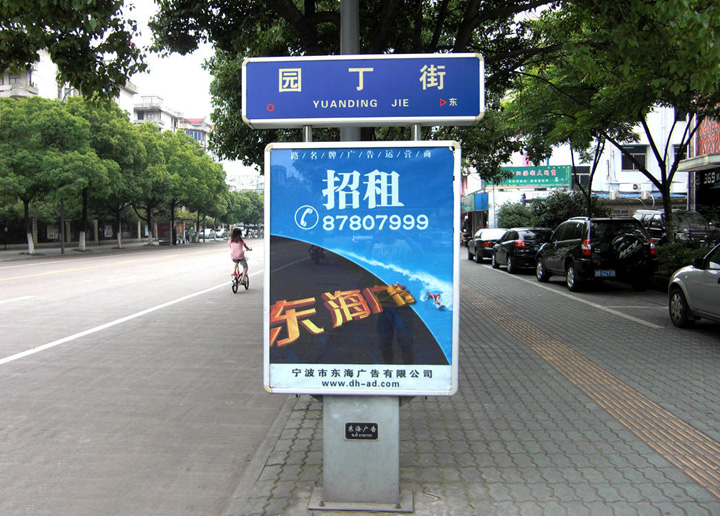 园丁街
YUANDING JIE
东
路名牌广告运营商
招租
87807999
东海广告
宁波市东海广告有限公司
www.dh-ad.com
东海广告